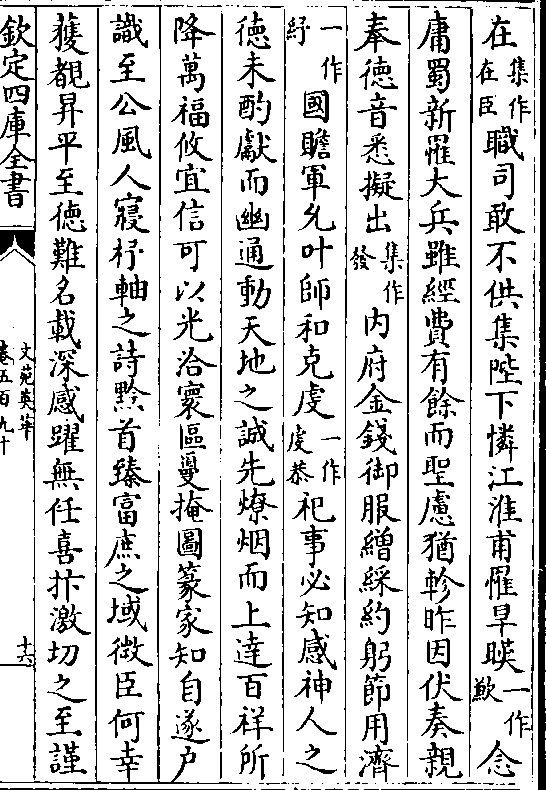 在集作在臣職司敢不供集陛下憐江淮甫罹旱暵一作歎念
庸蜀新罹大兵雖經費有餘而聖慮猶軫昨因伏奏親
奉德音悉擬出集作發内府金錢御服繒綵約躬節用濟
一作紓國贍軍允叶師和克虔一作虔恭祀事必知感神人之
徳未酌獻而幽通動天地之誠先燎烟而上達百祥所
降萬福攸宜信可以光洽寰區敻掩圖篆家知自遂户
識至公風人寢杼軸之詩黔首臻富庶之域微臣何幸
獲覩昇平至徳難名載深感躍無任喜抃激切之至謹
欽定四庫全書
文苑英華
卷五百九十
十六